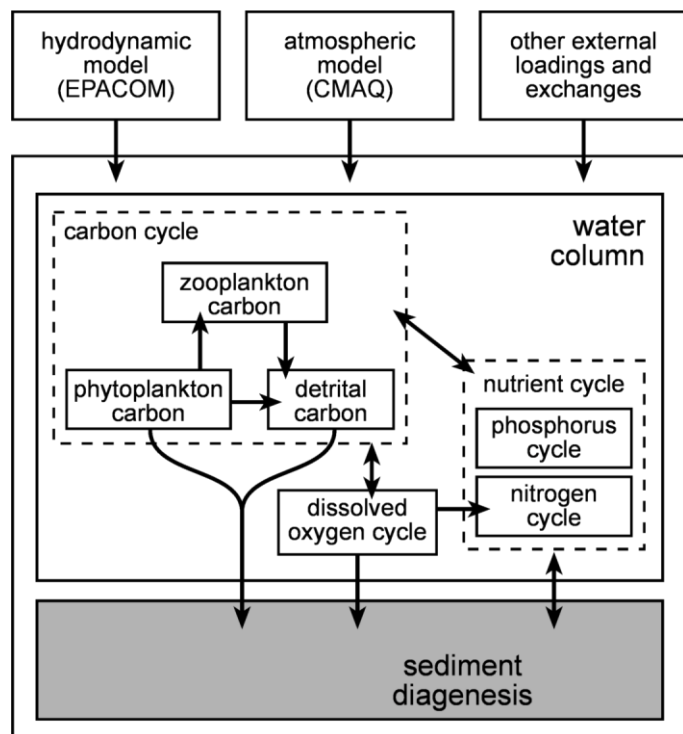 hydrodynamic
model
(EPACOM)
atmospheric
model
(CMAQ)
other external
loadings and
exchanges
water
column
carbon cycle
zooplankton
carbon
phytoplankton
carbon
detrital
carbon
nutrient cycle
phosphorus
cycle
nitrogen
cycle
dissolved
oxygen cycle
sediment
diagenesis